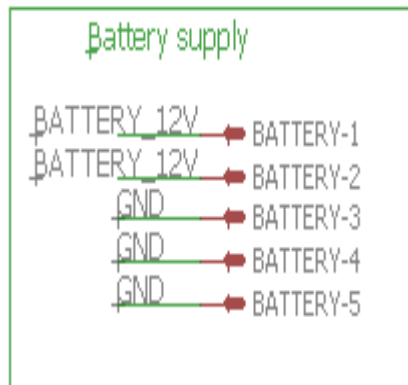 Battery supply
BATTERY_12V BATTERY-1
BATTERY_12V BATTERY-2
GND BATTERY-3
GND BATTERY-4
GND BATTERY-5